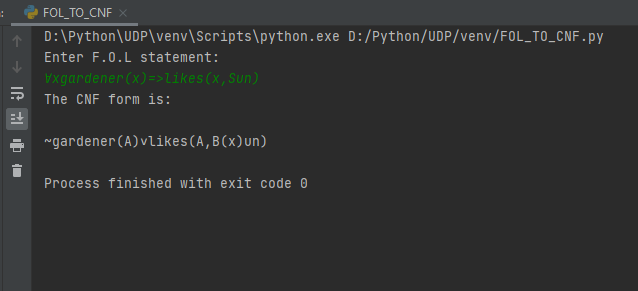 FOL_TO_CNF
D:\Python\UDP\venv\Scripts\python.exe D:/Python/UDP/venv/FOL_TO_CNF.py
Enter F.O.L statement:
∀xgardener(x)=>likes(x,Sun)
The CNF form is:
~gardener(A)˅likes(A,B(x)un)
Process finished with exit code 0